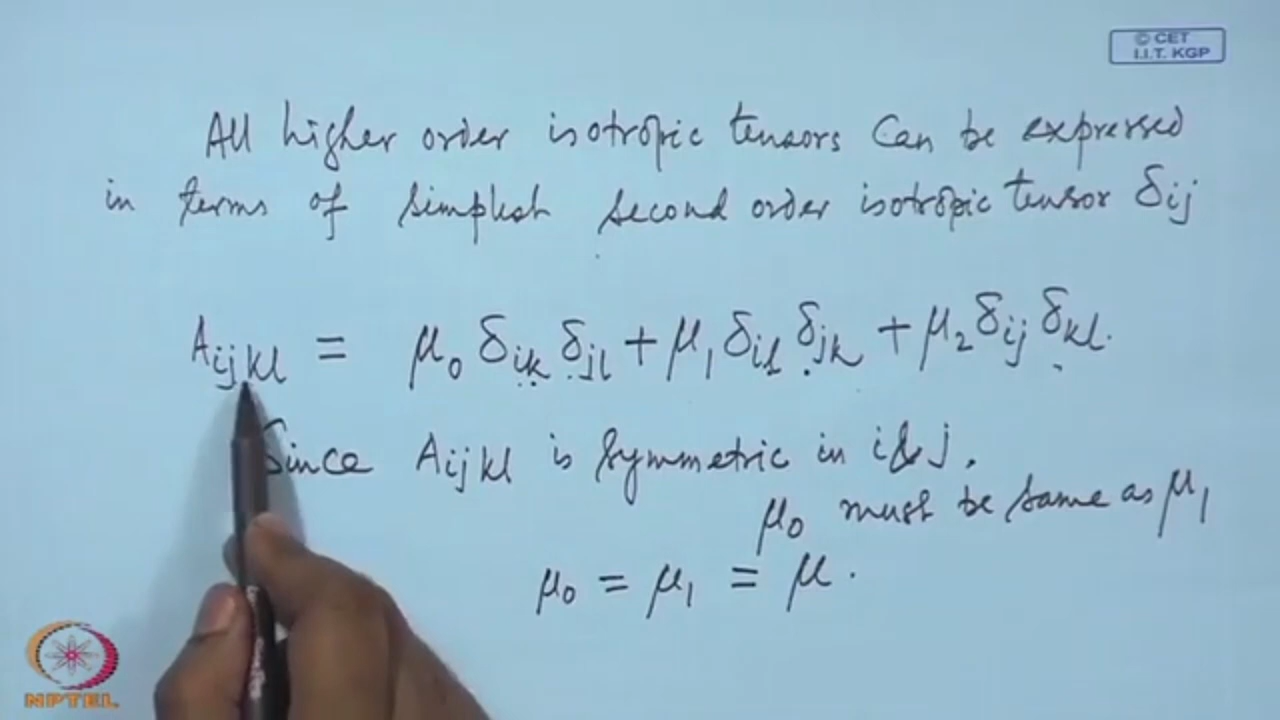 © CET
I.I.T. KGP
All higher order isotropic tensors Can be expressed
in terms of simplest second order isotropic tensor δij
Aijkl = μ0 δik δjl + μ1 δil δjk + μ2 δij δkl.
Since Aijkl is symmetric in i & j.
μ0 must be same as μ1
μ0 = μ1 = μ.
NPTEL